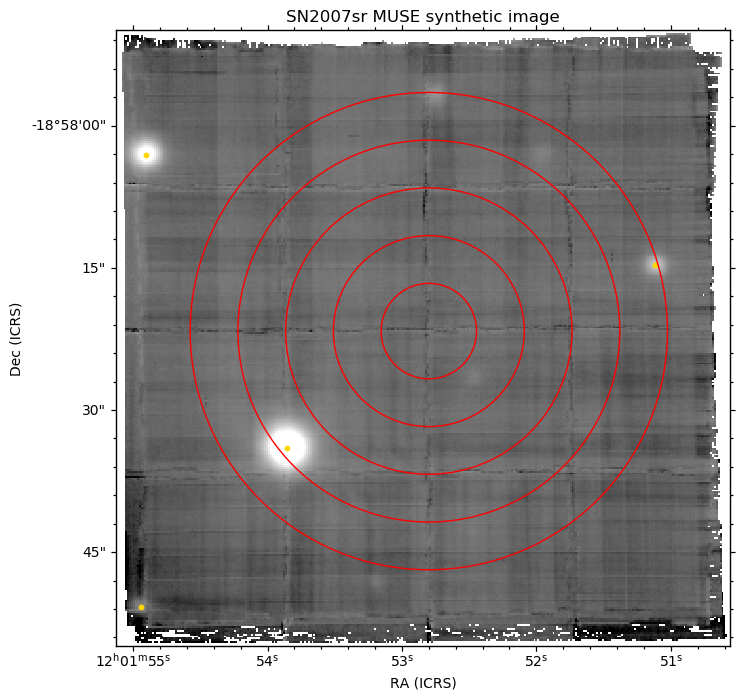 SN2007sr MUSE synthetic image
-18°58'00"
15"
30"
45"
Dec (ICRS)
12ʰ01ᵐ55ˢ 54ˢ 53ˢ 52ˢ 51ˢ
RA (ICRS)